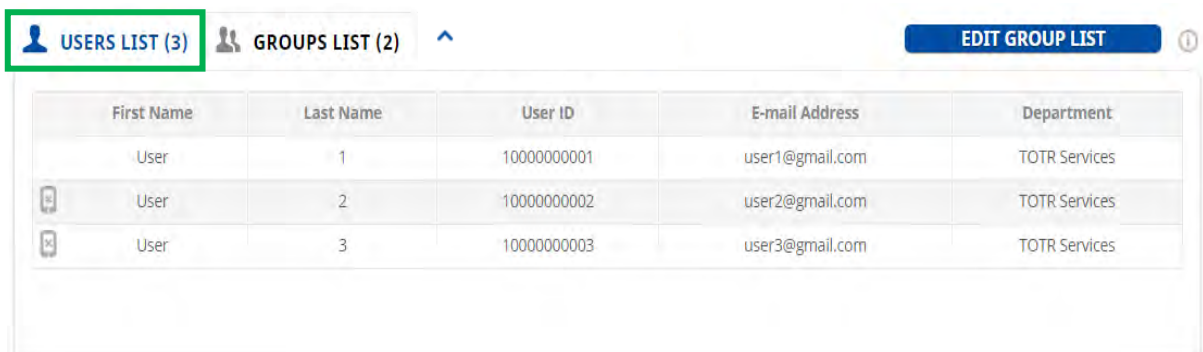 USERS LIST (3) GROUPS LIST (2) EDIT GROUP LIST
First Name Last Name User ID E-mail Address Department
User 1 10000000001 user1@gmail.com TOTR Services
User 2 10000000002 user2@gmail.com TOTR Services
User 3 10000000003 user3@gmail.com TOTR Services